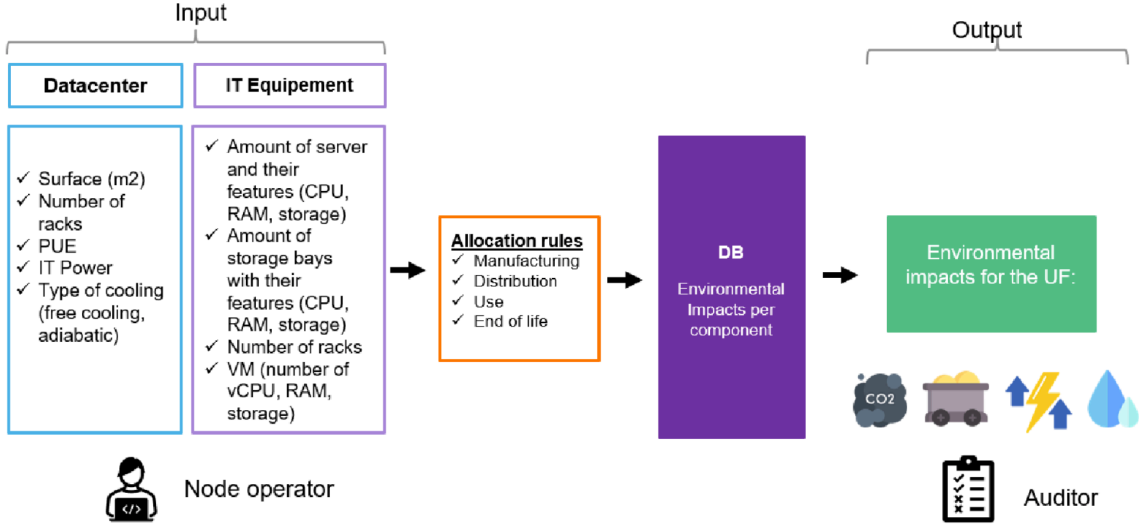 Input
Output
Datacenter
IT Equipement
✓ Surface (m2)
✓ Number of
racks
✓ PUE
✓ IT Power
✓ Type of cooling
(free cooling,
adiabatic)
✓ Amount of server
and their
features (CPU,
RAM, storage)
✓ Amount of
storage bays
with their
features (CPU,
RAM, storage)
✓ Number of racks
✓ VM (number of
vCPU, RAM,
storage)
Allocation rules
✓ Manufacturing
✓ Distribution
✓ Use
✓ End of life
DB
Environmental
Impacts per
component
Environmental
impacts for the UF:
CO2
Node operator
Auditor